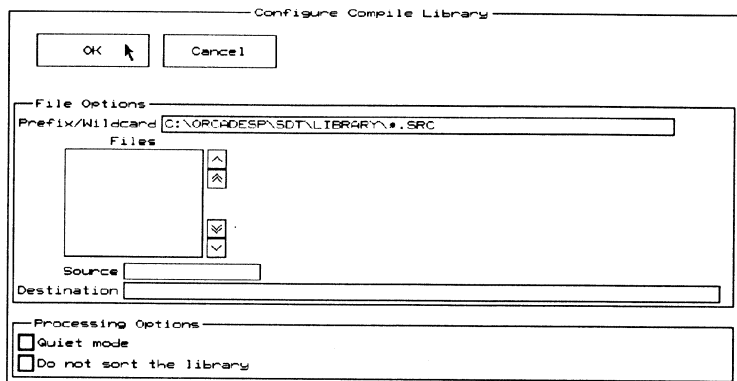 Configure Compile Library
OK
Cancel
File Options
Prefix/Wildcard C:\ORCADESP\SDT\LIBRARY\*.SRC
Files
Source
Destination
Processing Options
Quiet mode
Do not sort the library